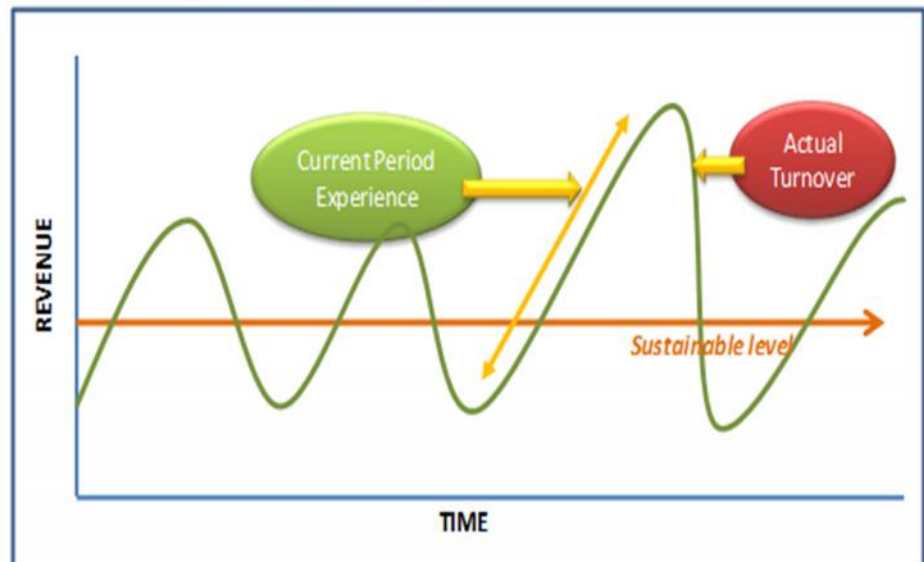 Current Period
Experience
Actual
Turnover
REVENUE
Sustainable level
TIME